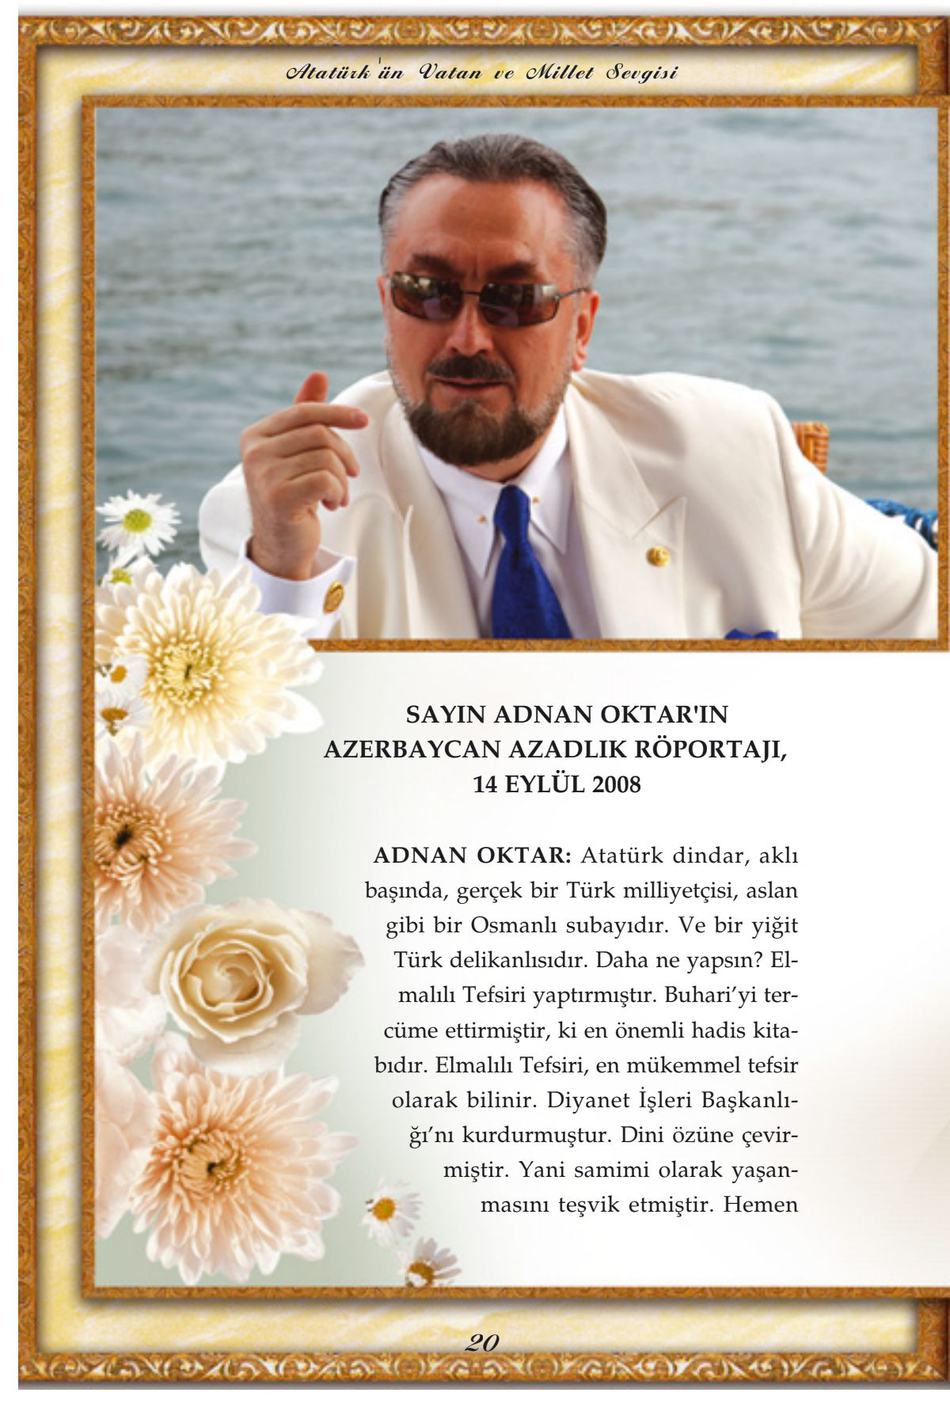 Atatürk'ün Vatan ve Millet Sevgisi
SAYIN ADNAN OKTAR'IN
AZERBAYCAN AZADLIK RÖPORTAJI,
14 EYLÜL 2008
ADNAN OKTAR: Atatürk dindar, aklı
başında, gerçek bir Türk milliyetçisi, aslan
gibi bir Osmanlı subayıdır. Ve bir yiğit
Türk delikanlısıdır. Daha ne yapsın? El-
malılı Tefsiri yaptırmıştır. Buhari’yi ter-
cüme ettirmiştir, ki en önemli hadis kita-
bıdır. Elmalılı Tefsiri, en mükemmel tefsir
olarak bilinir. Diyanet İşleri Başkanlı-
ğı’nı kurdurmuştur. Dini özüne çevir-
miştir. Yani samimi olarak yaşan-
masını teşvik etmiştir. Hemen
20